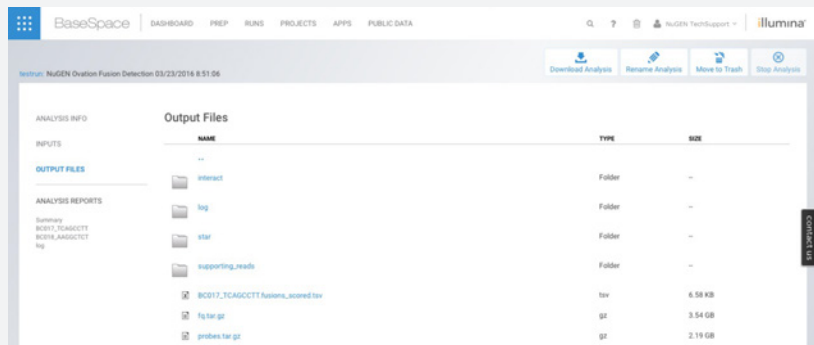 BaseSpace DASHBOARD PREP RUNS PROJECTS APPS PUBLIC DATA ? NuGEN TechSupport illumina
Download Analysis Rename Analysis Move to Trash Stop Analysis
testrun: NuGEN Ovation Fusion Detection 03/23/2016 8:51:06
ANALYSIS INFO
INPUTS
OUTPUT FILES
ANALYSIS REPORTS
Summary
BC017_TCAGCCTT
BC018_AAGGCTCT
log
Output Files
NAME TYPE SIZE
..
interact Folder --
log Folder --
star Folder --
supporting_reads Folder --
BC017_TCAGCCTT.fusions_scored.tsv tsv 6.58 KB
fq.tar.gz gz 3.54 GB
probes.tar.gz gz 2.19 GB
contact us